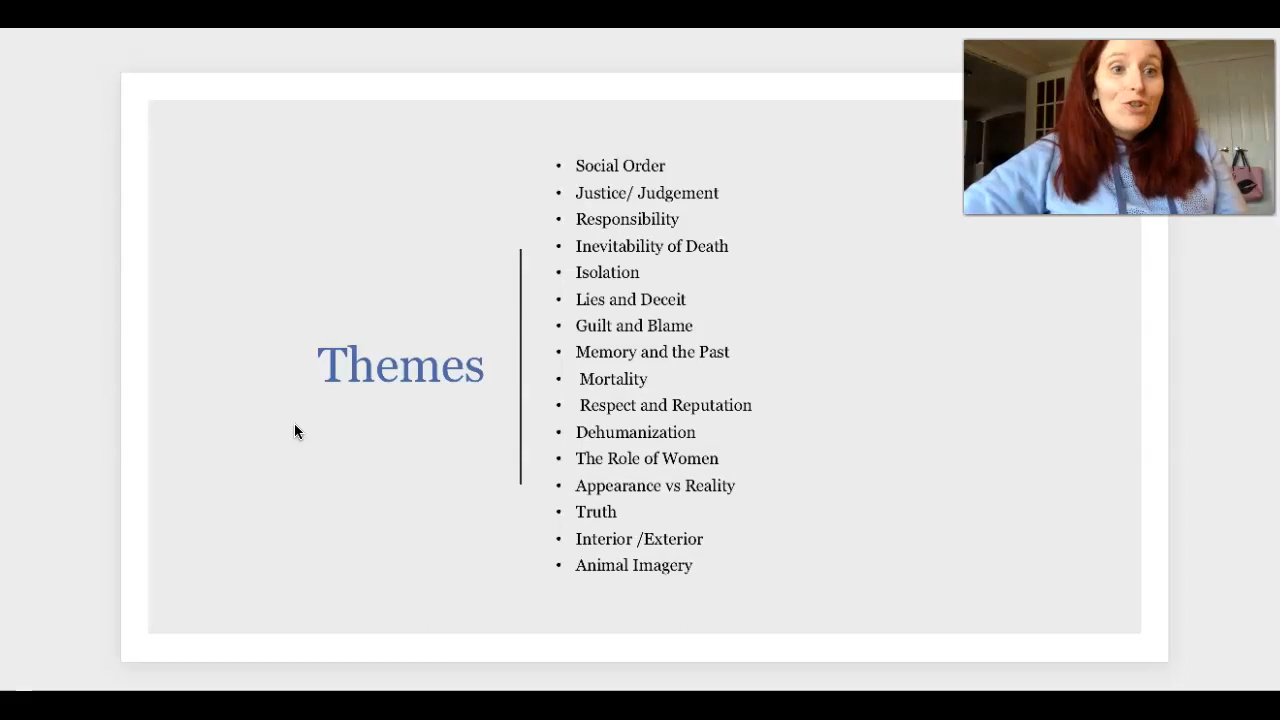 Themes
• Social Order
• Justice/ Judgement
• Responsibility
• Inevitability of Death
• Isolation
• Lies and Deceit
• Guilt and Blame
• Memory and the Past
• Mortality
• Respect and Reputation
• Dehumanization
• The Role of Women
• Appearance vs Reality
• Truth
• Interior /Exterior
• Animal Imagery